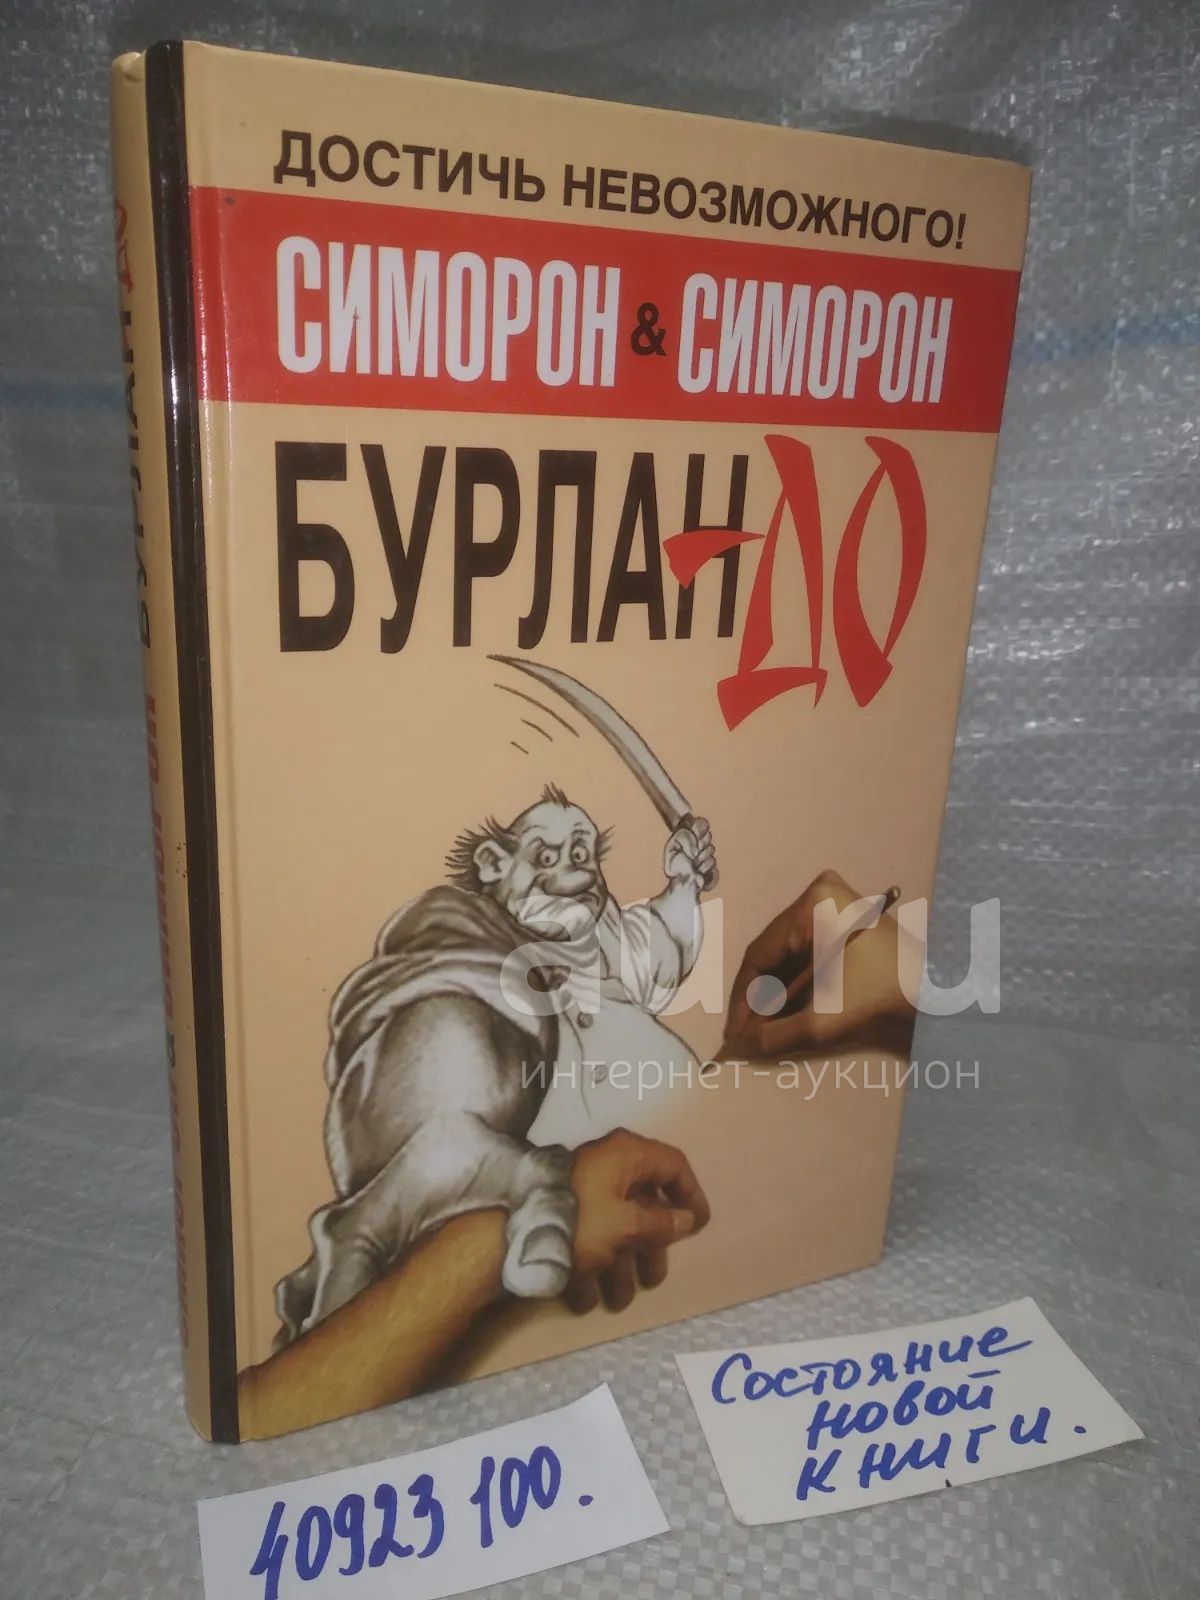 ДОСТИЧЬ НЕВОЗМОЖНОГО!
СИМОРОН & СИМОРОН
БУРЛАН-ДО
au.ru
интернет-аукцион
Состояние
новой
книги.
40923 100.